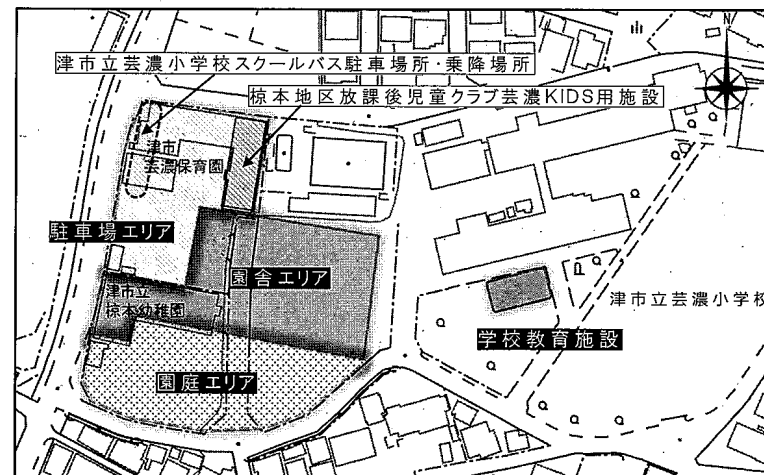 津市立芸濃小学校スクールバス駐車場所・乗降場所
椋本地区放課後児童クラブ芸濃KIDS用施設
津市
芸濃保育園
駐車場エリア
園舎エリア
津市立
椋本幼稚園
津市立芸濃小学校
学校教育施設
園庭エリア